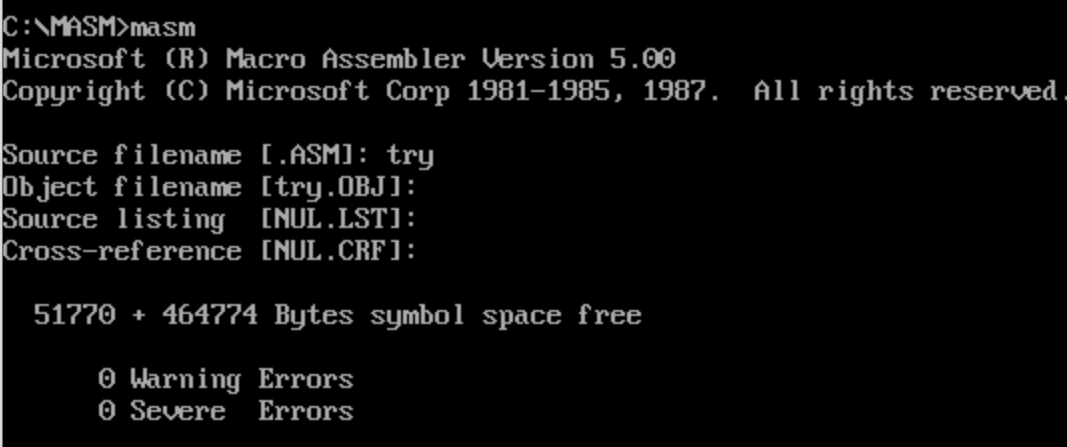 C:\MASM>masm
Microsoft (R) Macro Assembler Version 5.00
Copyright (C) Microsoft Corp 1981-1985, 1987.  All rights reserved.
Source filename [.ASM]: try
Object filename [try.OBJ]:
Source listing  [NUL.LST]:
Cross-reference [NUL.CRF]:
51770 + 464774 Bytes symbol space free
0 Warning Errors
0 Severe  Errors